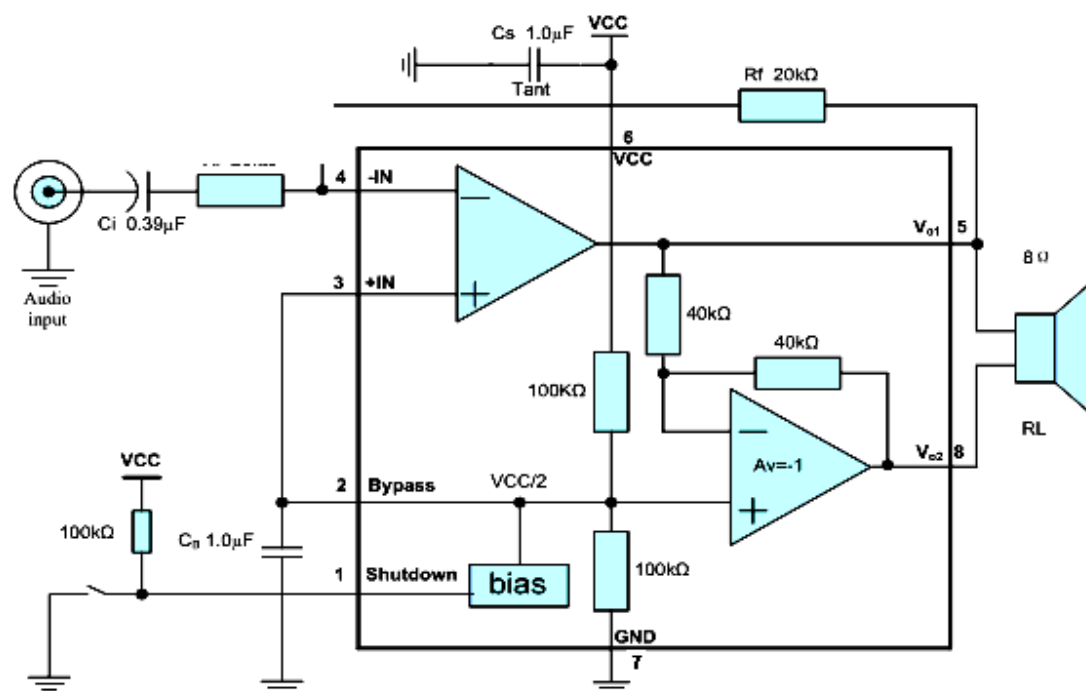 Cs 1.0µF
VCC
Tant
Rf 20kΩ
6
VCC
4
-IN
Ci 0.39µF
Vo1
5
8Ω
3
+IN
Audio
input
40kΩ
40kΩ
100KΩ
RL
VCC
Av=-1
Vo2
8
2
Bypass
VCC/2
100kΩ
1.0µF
1
Shutdown
bias
100kΩ
GND
7